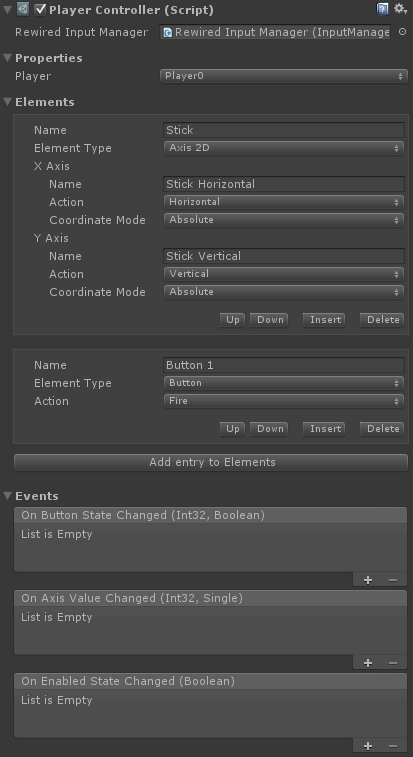 Player Controller (Script)
Rewired Input Manager Rewired Input Manager (InputManage
Properties
Player Player0
Elements
Name Stick
Element Type Axis 2D
X Axis
Name Stick Horizontal
Action Horizontal
Coordinate Mode Absolute
Y Axis
Name Stick Vertical
Action Vertical
Coordinate Mode Absolute
Up Down Insert Delete
Name Button 1
Element Type Button
Action Fire
Up Down Insert Delete
Add entry to Elements
Events
On Button State Changed (Int32, Boolean)
List is Empty
+ −
On Axis Value Changed (Int32, Single)
List is Empty
+ −
On Enabled State Changed (Boolean)
List is Empty
+ −